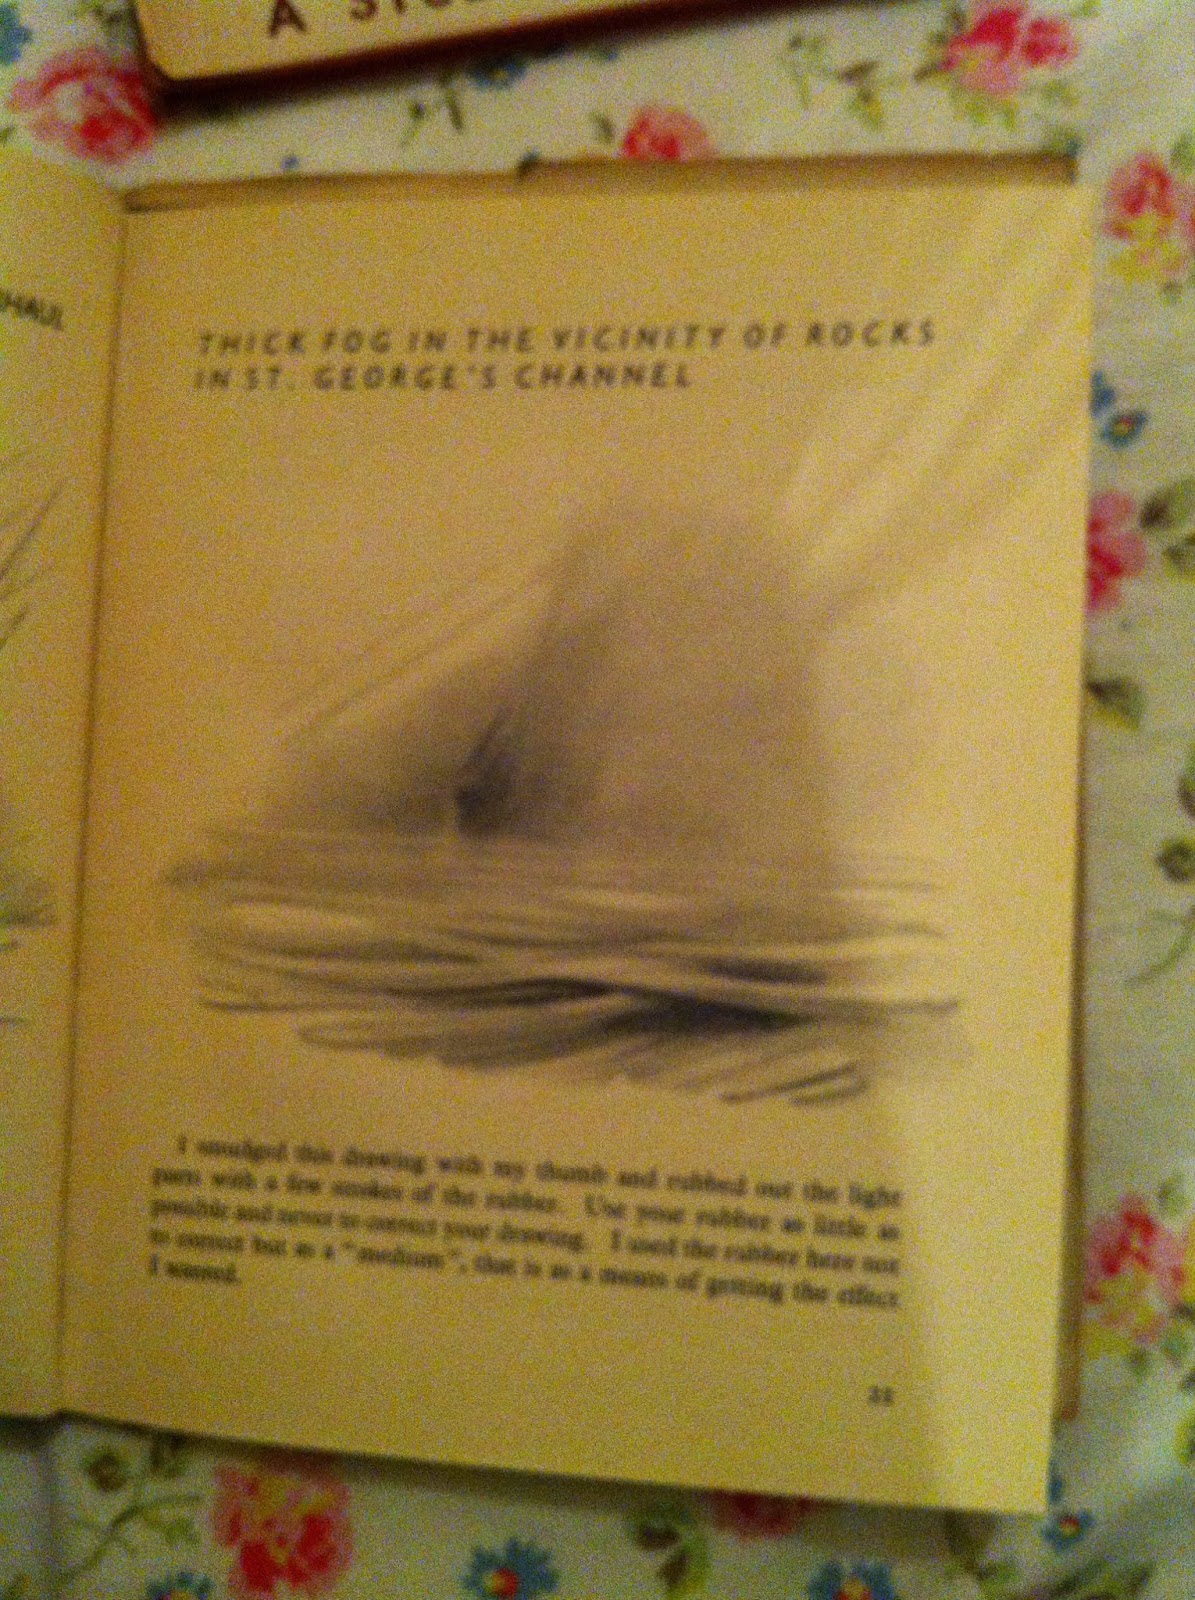 A
HAUL
THICK FOG IN THE VICINITY OF ROCKS
IN ST. GEORGE'S CHANNEL
I smudged this drawing with my thumb and rubbed out the light
parts with a few strokes of the rubber. Use your rubber as little as
possible and never to correct your drawing. I used the rubber here not
to correct but as a "medium", that is as a means of getting the effect
I wanted.